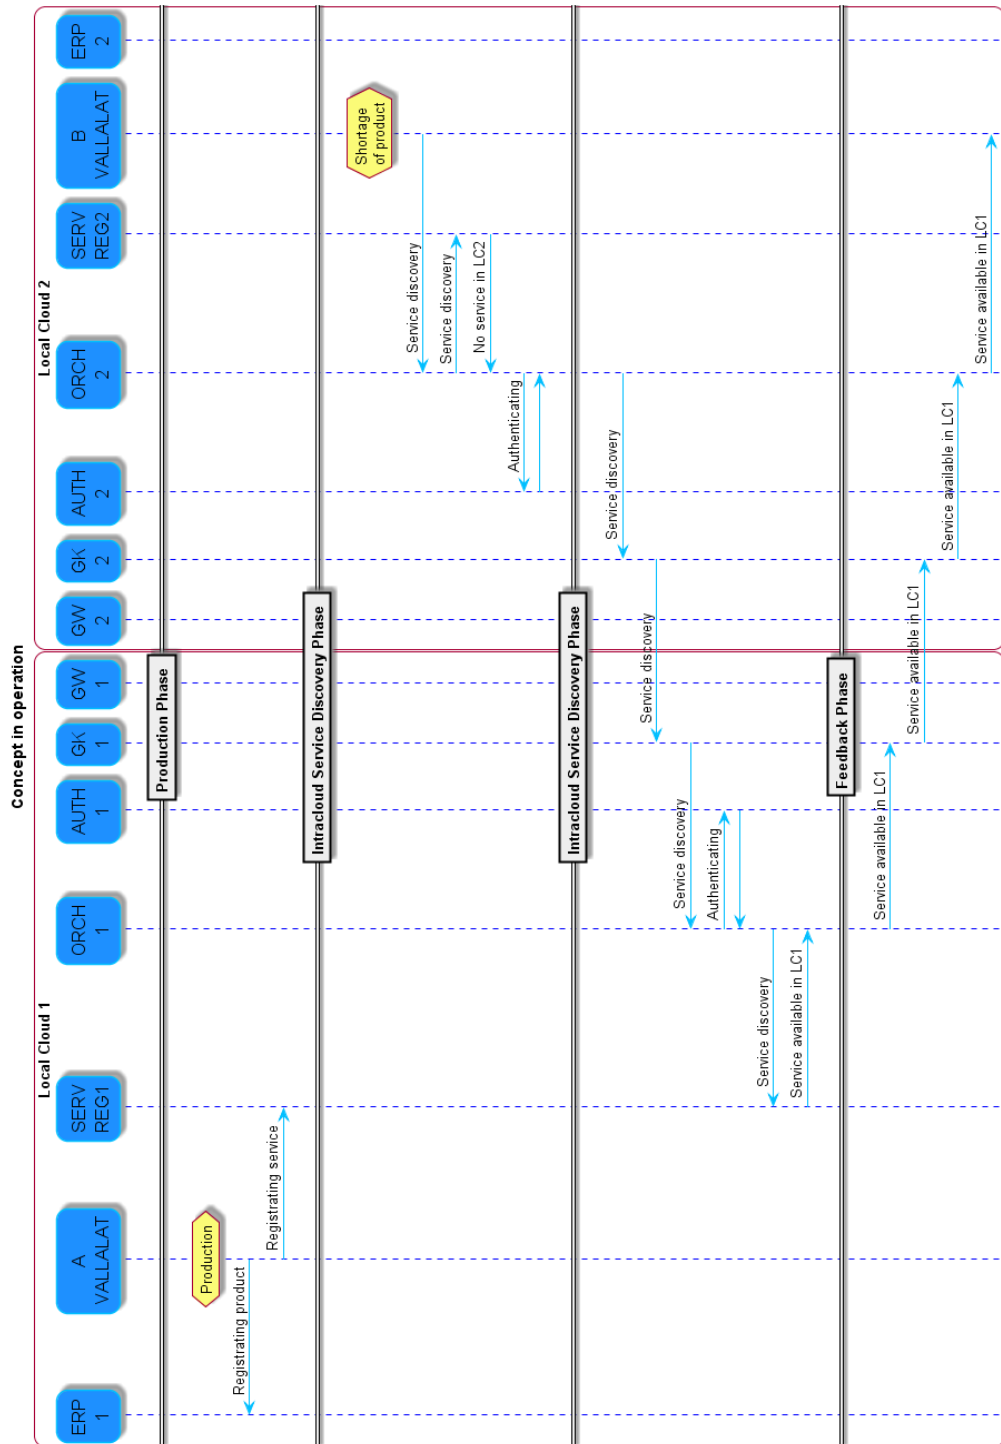 Concept in operation
Local Cloud 1
Local Cloud 2
ERP
1
A
VALLALAT
SERV
REG1
ORCH
1
AUTH
1
GK
1
GW
1
GW
2
GK
2
AUTH
2
ORCH
2
SERV
REG2
B
VALLALAT
ERP
2
Production Phase
Production
Registrating product
Registrating service
Intracloud Service Discovery Phase
Shortage
of product
Service discovery
Service discovery
No service in LC2
Authenticating
Intracloud Service Discovery Phase
Service discovery
Service discovery
Service discovery
Authenticating
Service discovery
Service available in LC1
Feedback Phase
Service available in LC1
Service available in LC1
Service available in LC1
Service available in LC1